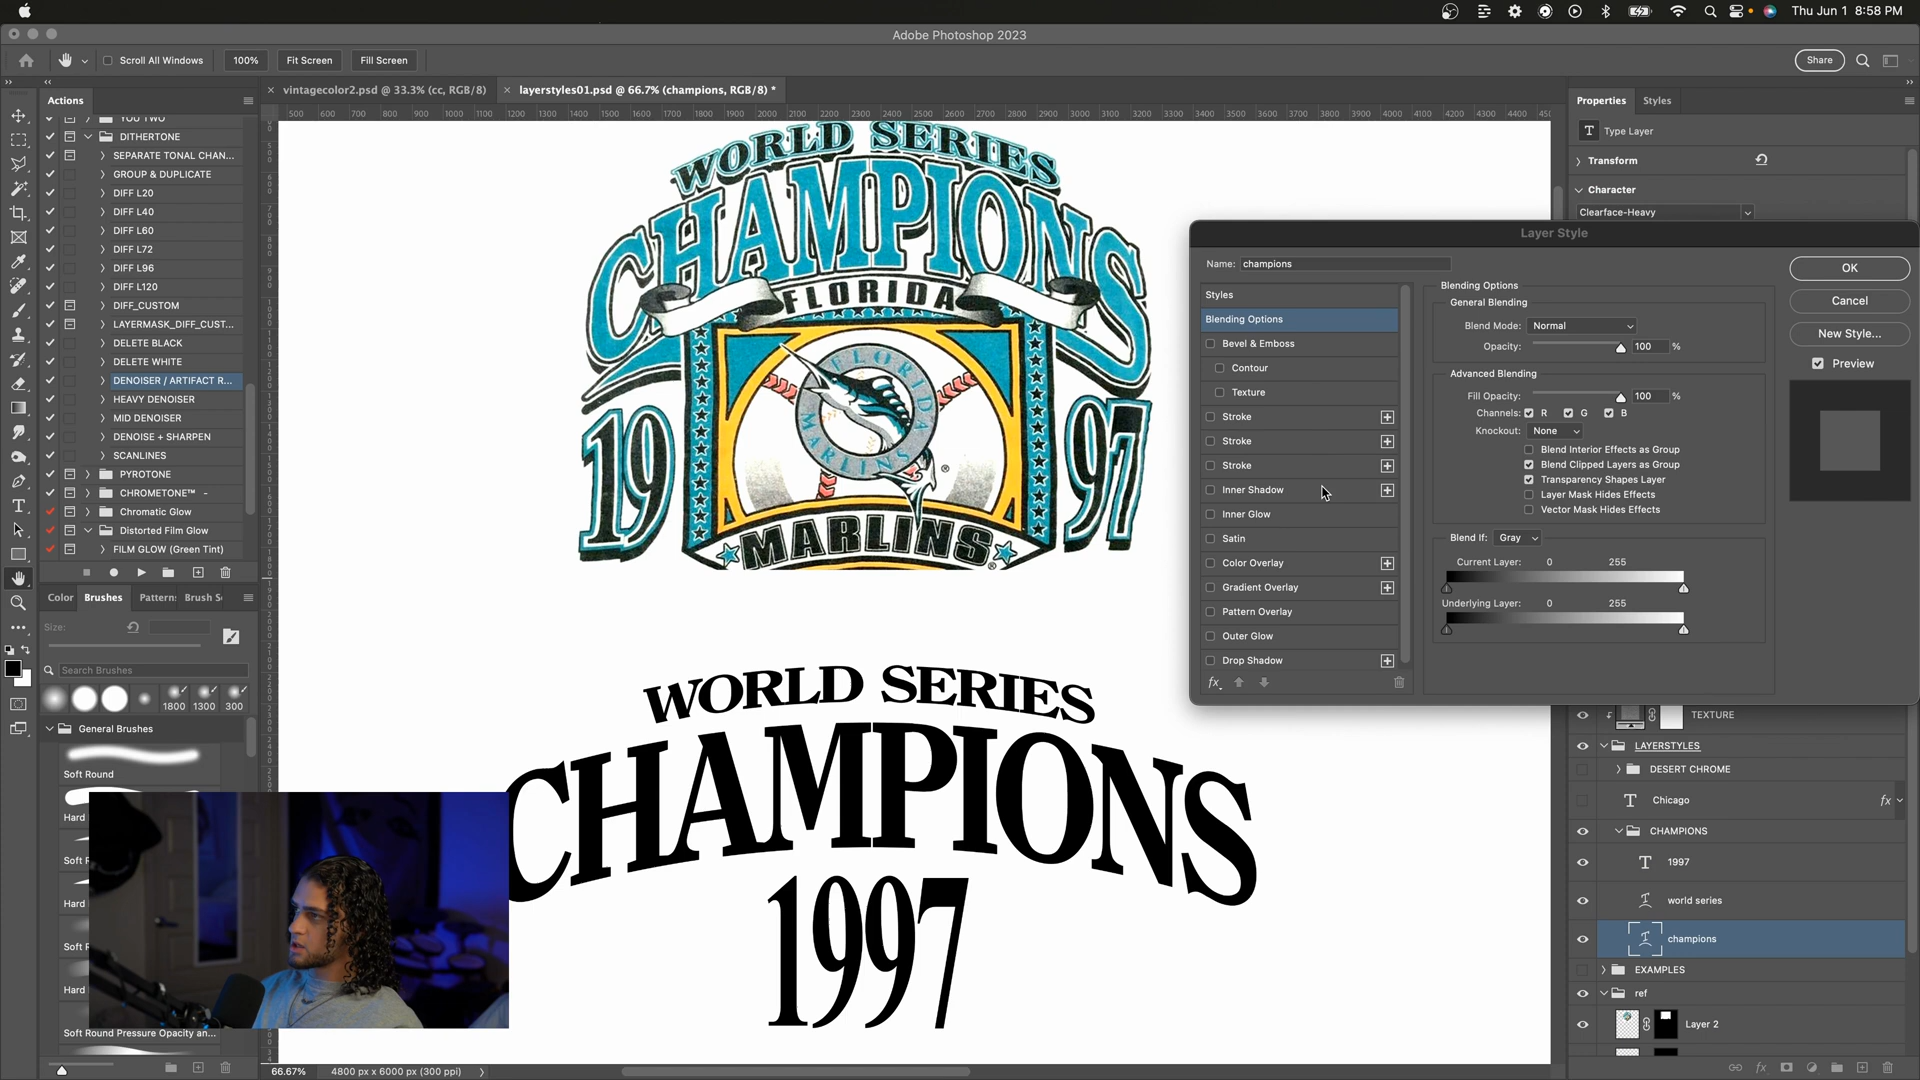 Thu Jun 1 8:58 PM
Adobe Photoshop 2023
Scroll All Windows
100%
Fit Screen
Fill Screen
Share
Actions
YOU TWO
DITHERTONE
SEPARATE TONAL CHAN...
GROUP & DUPLICATE
DIFF L20
DIFF L40
DIFF L60
DIFF L72
DIFF L96
DIFF L120
DIFF_CUSTOM
LAYERMASK_DIFF_CUST...
DELETE BLACK
DELETE WHITE
DENOISER / ARTIFACT R...
HEAVY DENOISER
MID DENOISER
DENOISE + SHARPEN
SCANLINES
PYROTONE
CHROMETONE™ -
Chromatic Glow
Distorted Film Glow
FILM GLOW (Green Tint)
Color
Brushes
Pattern:
Brush S
Size:
Search Brushes
1800
1300
300
General Brushes
Soft Round
Hard
Soft R
Hard
Soft R
Hard
Soft Round Pressure Opacity an...
vintagecolor2.psd @ 33.3% (cc, RGB/8)
layerstyles01.psd @ 66.7% (champions, RGB/8) *
500 600 700 800 900 1000 1100 1200 1300 1400 1500 1600 1700 1800 1900 2000 2100 2200 2300 2400 2500 2600 2700 2800 2900 3000 3100 3200 3300 3400 3500 3600 3700 3800 3900 4000 4100 4200 4300 4400
WORLD SERIES
CHAMPIONS
FLORIDA
FLORIDA
MARLINS
®
19
97
MARLINS
®
WORLD SERIES
CHAMPIONS
1997
66.67%
4800 px x 6000 px (300 ppi)
Properties
Styles
Type Layer
Transform
Character
Clearface-Heavy
Layer Style
Name:
champions
Styles
Blending Options
Bevel & Emboss
Contour
Texture
Stroke
Stroke
Stroke
Inner Shadow
Inner Glow
Satin
Color Overlay
Gradient Overlay
Pattern Overlay
Outer Glow
Drop Shadow
fx
Blending Options
General Blending
Blend Mode:
Normal
Opacity:
100
%
Advanced Blending
Fill Opacity:
100
%
Channels:
R
G
B
Knockout:
None
Blend Interior Effects as Group
Blend Clipped Layers as Group
Transparency Shapes Layer
Layer Mask Hides Effects
Vector Mask Hides Effects
Blend If:
Gray
Current Layer:
0
255
Underlying Layer:
0
255
OK
Cancel
New Style...
Preview
TEXTURE
LAYERSTYLES
DESERT CHROME
Chicago
fx
CHAMPIONS
1997
world series
champions
EXAMPLES
ref
Layer 2
fx